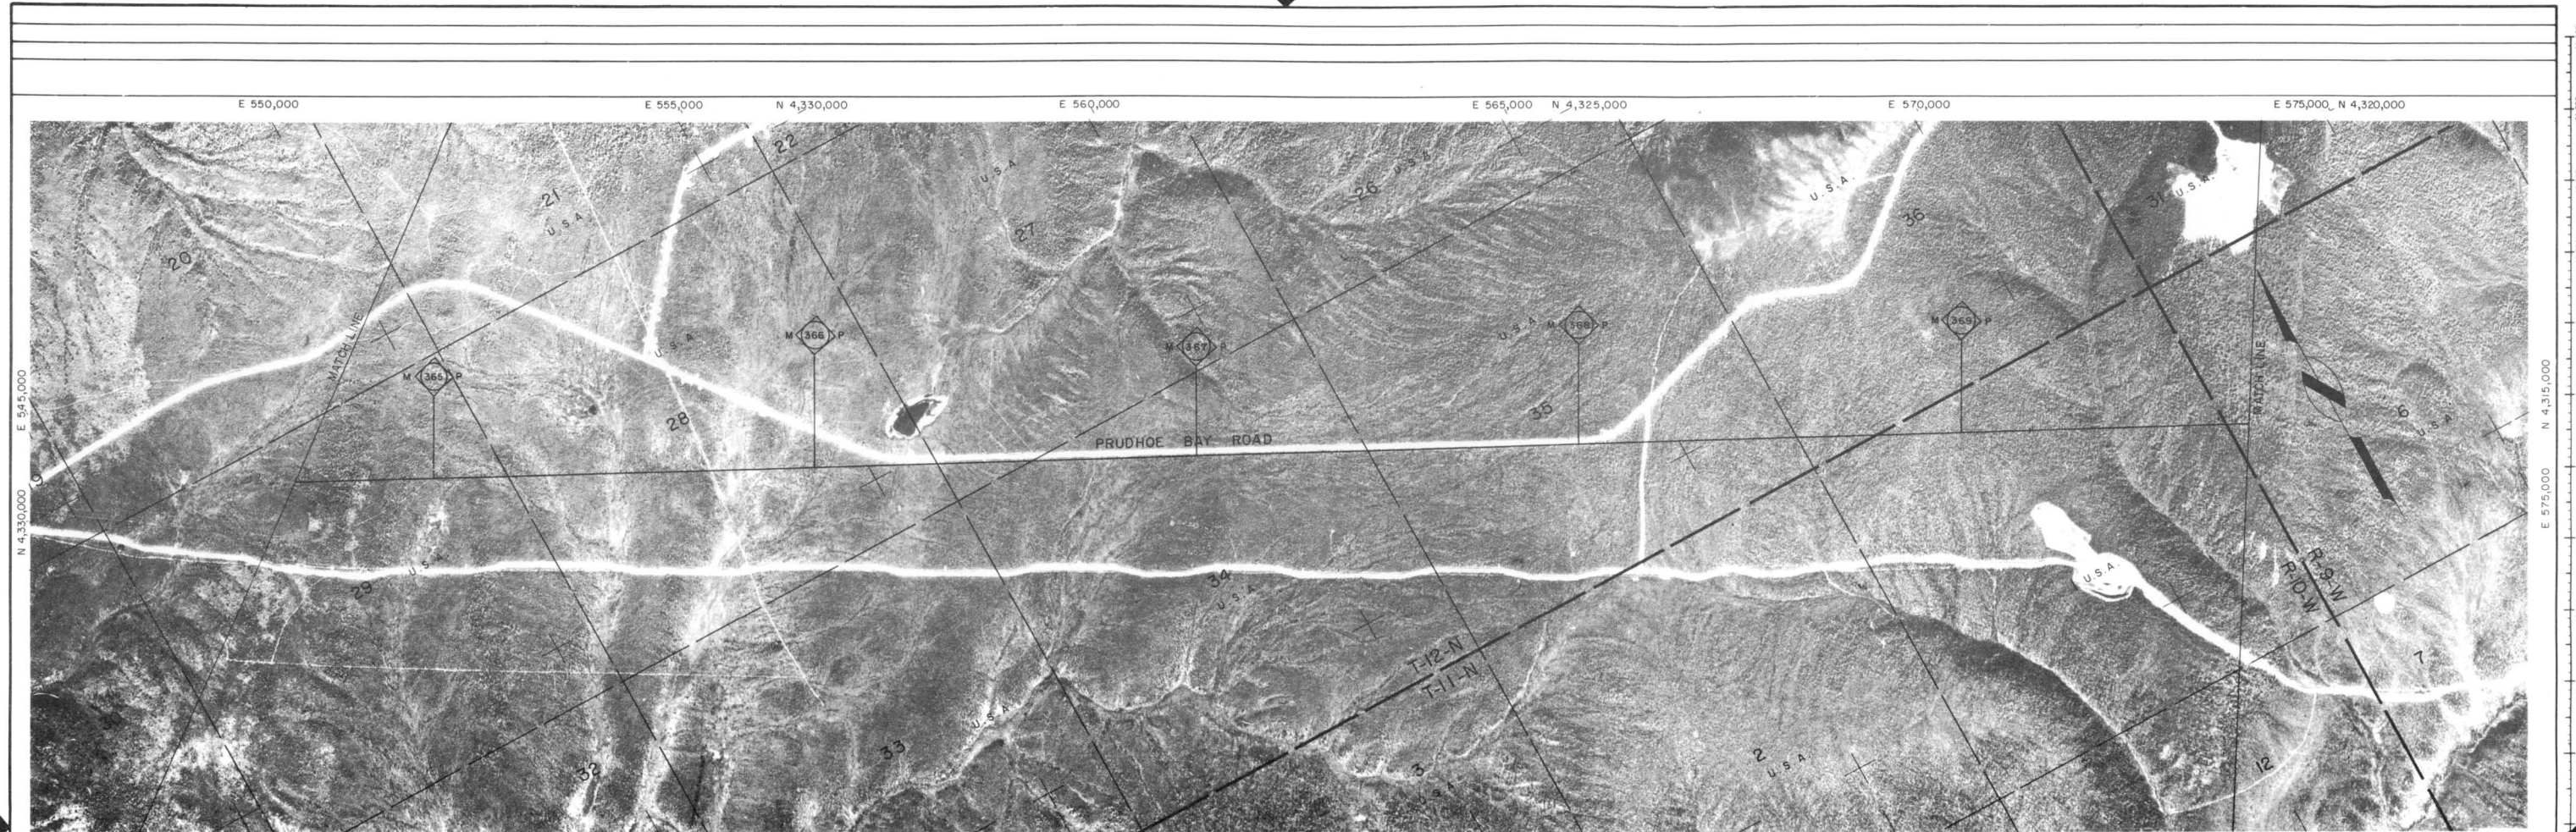 E 550,000
E 555,000
N 4,330,000
E 560,000
E 565,000
N 4,325,000
E 570,000
E 575,000
N 4,320,000
22
21
U.S.A.
20
U.S.A.
27
26
U.S.A.
U.S.A.
36
31
U.S.A.
MATCH LINE
M 365 P
U.S.A.
M 366 P
M 367 P
U.S.A.
M 368 P
M 369 P
MATCH LINE
E 545,000
N 4,315,000
28
PRUDHOE BAY ROAD
35
6
U.S.A.
19
N 4,330,000
E 575,000
29
U.S.A.
34
U.S.A.
U.S.A.
R-9-W
R-10-W
T-12-N
T-11-N
7
30
32
33
U.S.A.
3
U.S.A.
2
U.S.A.
12